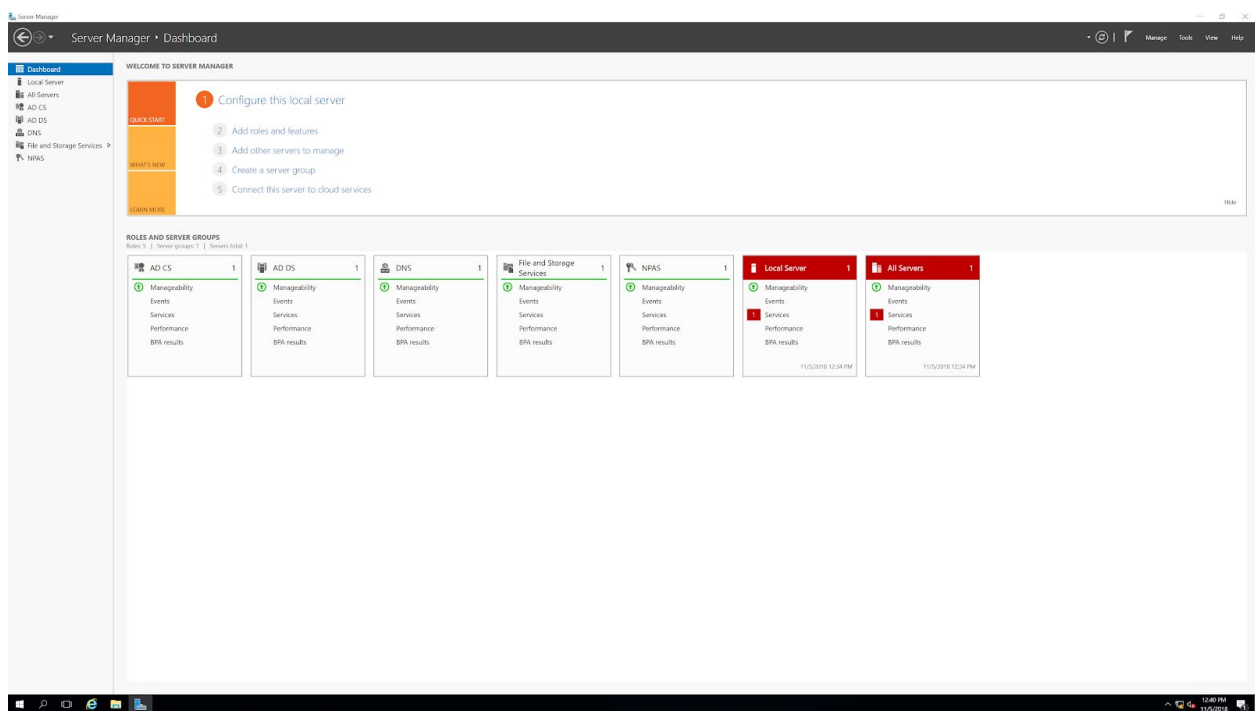 Server Manager
Server Manager • Dashboard
Manage Tools View Help
Dashboard
Local Server
All Servers
AD CS
AD DS
DNS
File and Storage Services
NPAS
WELCOME TO SERVER MANAGER
QUICK START
WHAT'S NEW
LEARN MORE
1 Configure this local server
2 Add roles and features
3 Add other servers to manage
4 Create a server group
5 Connect this server to cloud services
Hide
ROLES AND SERVER GROUPS
Roles: 5 | Server groups: 1 | Servers total: 1
AD CS 1
Manageability
Events
Services
Performance
BPA results
AD DS 1
Manageability
Events
Services
Performance
BPA results
DNS 1
Manageability
Events
Services
Performance
BPA results
File and Storage
Services 1
Manageability
Events
Services
Performance
BPA results
NPAS 1
Manageability
Events
Services
Performance
BPA results
Local Server 1
Manageability
Events
1 Services
Performance
BPA results
11/5/2018 12:34 PM
All Servers 1
Manageability
Events
1 Services
Performance
BPA results
11/5/2018 12:34 PM
12:40 PM
11/5/2018